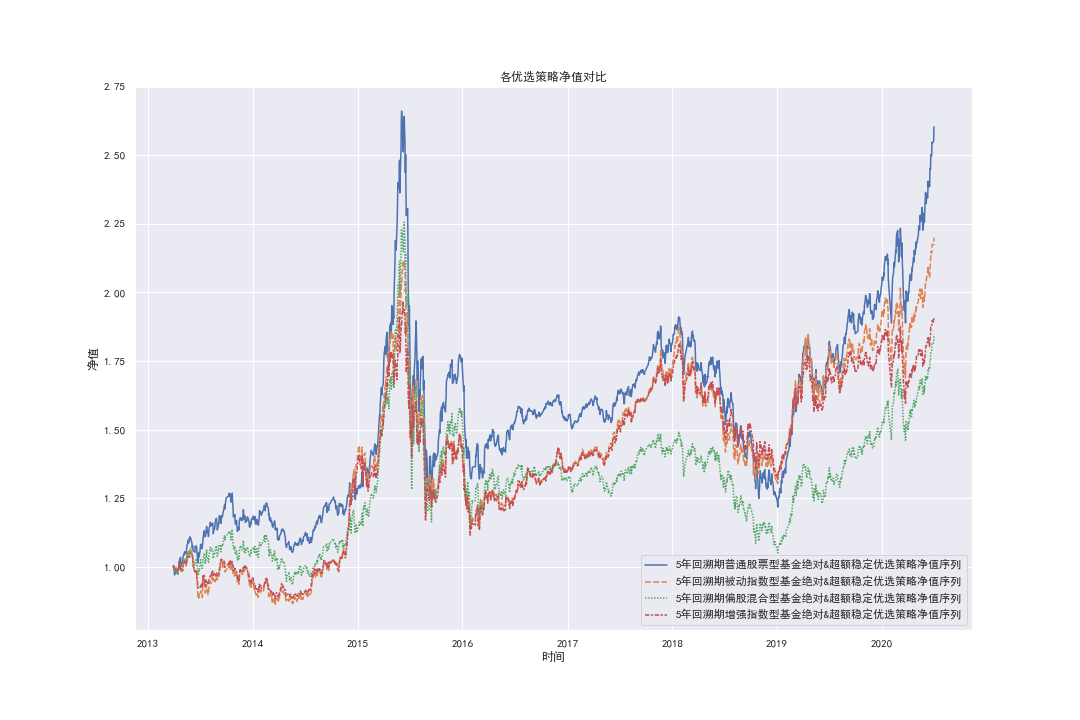 各优选策略净值对比
2.75
2.50
2.25
2.00
1.75
1.50
1.25
1.00
净值
2013 2014 2015 2016 2017 2018 2019 2020
时间
5年回溯期普通股票型基金绝对&超额稳定优选策略净值序列
5年回溯期被动指数型基金绝对&超额稳定优选策略净值序列
5年回溯期偏股混合型基金绝对&超额稳定优选策略净值序列
5年回溯期增强指数型基金绝对&超额稳定优选策略净值序列